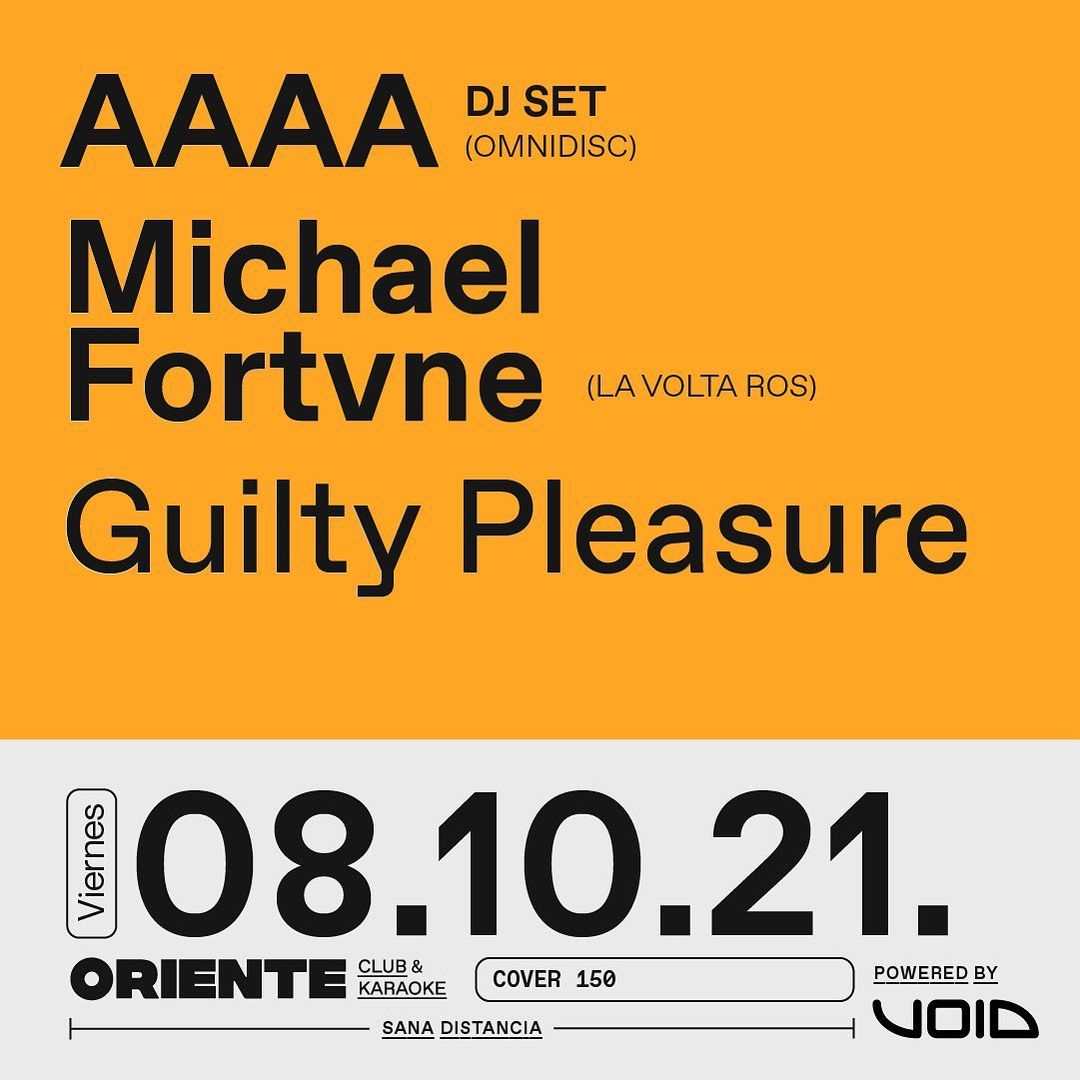 AAAA DJ SET
(OMNIDISC)
Michael
Fortvne (LA VOLTA ROS)
Guilty Pleasure
Viernes 08.10.21.
ORIENTE CLUB &
KARAOKE
COVER 150
POWERED BY
VOID
SANA DISTANCIA